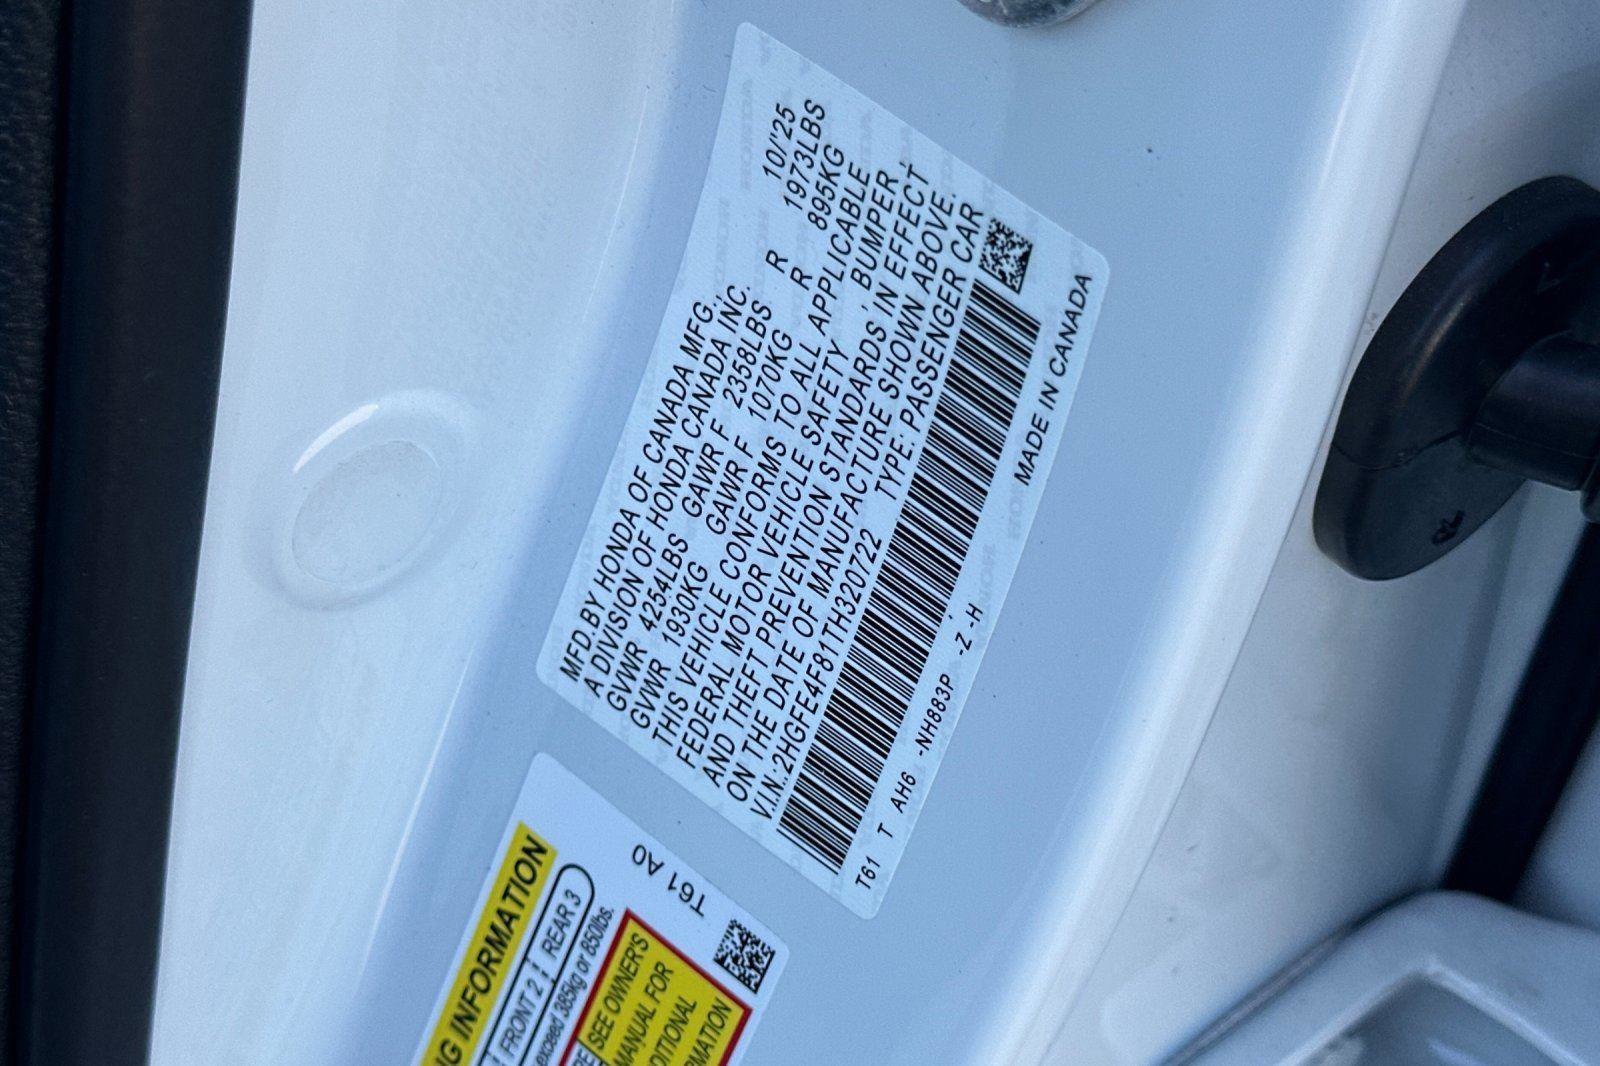 MFD.BY HONDA OF CANADA MFG., 10/'25
A DIVISION OF HONDA CANADA INC.
GVWR 4254LBS GAWR F 2358LBS R 1973LBS
GVWR 1930KG GAWR F 1070KG R 895KG
THIS VEHICLE CONFORMS TO ALL APPLICABLE
FEDERAL MOTOR VEHICLE SAFETY, BUMPER,
AND THEFT PREVENTION STANDARDS IN EFFECT
ON THE DATE OF MANUFACTURE SHOWN ABOVE.
V.I.N.:2HGFE4F81TH320722 TYPE: PASSENGER CAR
T61 T AH6 -NH883P -Z -H MADE IN CANADA
T61 A0
INFORMATION
FRONT 2 REAR 3
exceed 385kg or 850lbs.
SEE OWNER'S
MANUAL FOR